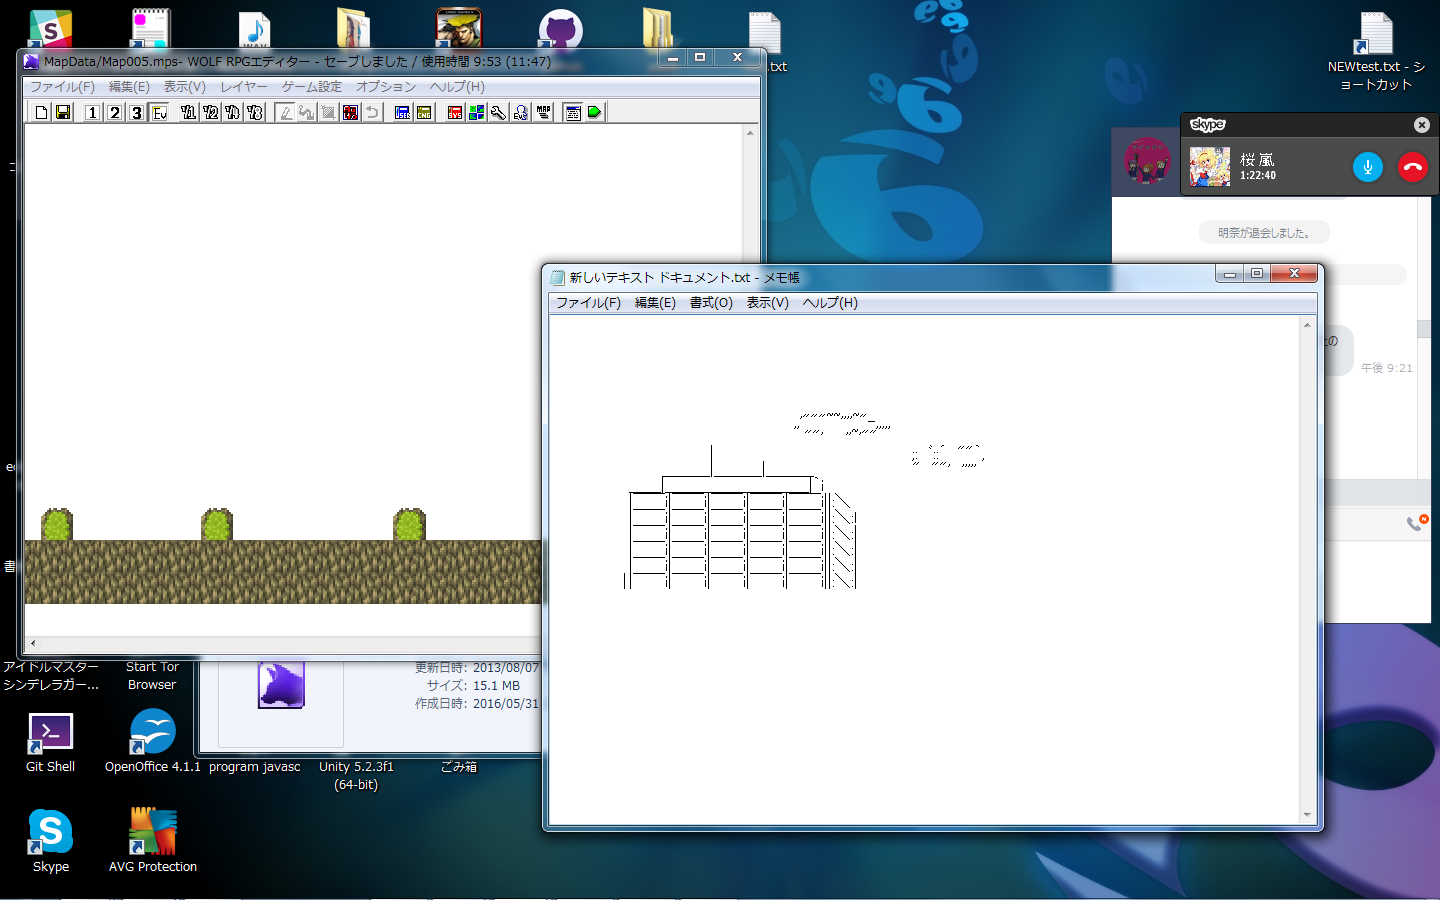 MapData/Map005.mps- WOLF RPGエディター - セーブしました / 使用時間 9:53 (11:47)
ファイル(F) 編集(E) 表示(V) レイヤー ゲーム設定 オプション ヘルプ(H)
1 2 3 Ev
NEWtest.txt - シ
ョートカット
skype
桜 嵐
1:22:40
明奈が退会しました。
午後 9:21
新しいテキスト ドキュメント.txt - メモ帳
ファイル(F) 編集(E) 書式(O) 表示(V) ヘルプ(H)
更新日時: 2013/08/07
サイズ: 15.1 MB
作成日時: 2016/05/31
アイドルマスター
シンデレラガー...
Start Tor
Browser
Git Shell
OpenOffice 4.1.1
program javasc
Unity 5.2.3f1
(64-bit)
ごみ箱
Skype
AVG Protection